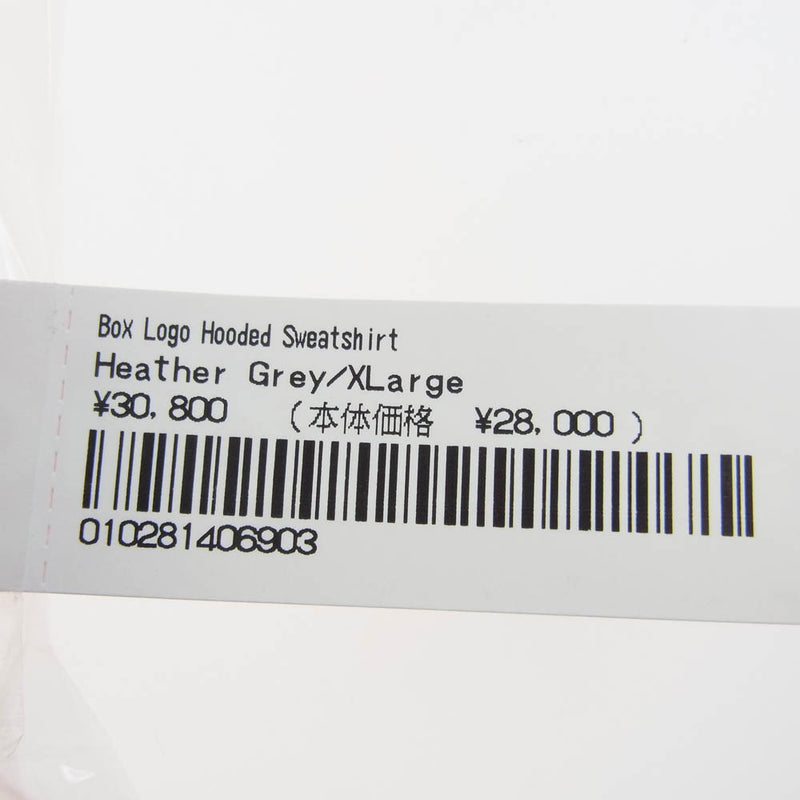 Box Logo Hooded Sweatshirt
Heather Grey/XLarge
¥30,800 (本体価格 ¥28,000)
010281406903